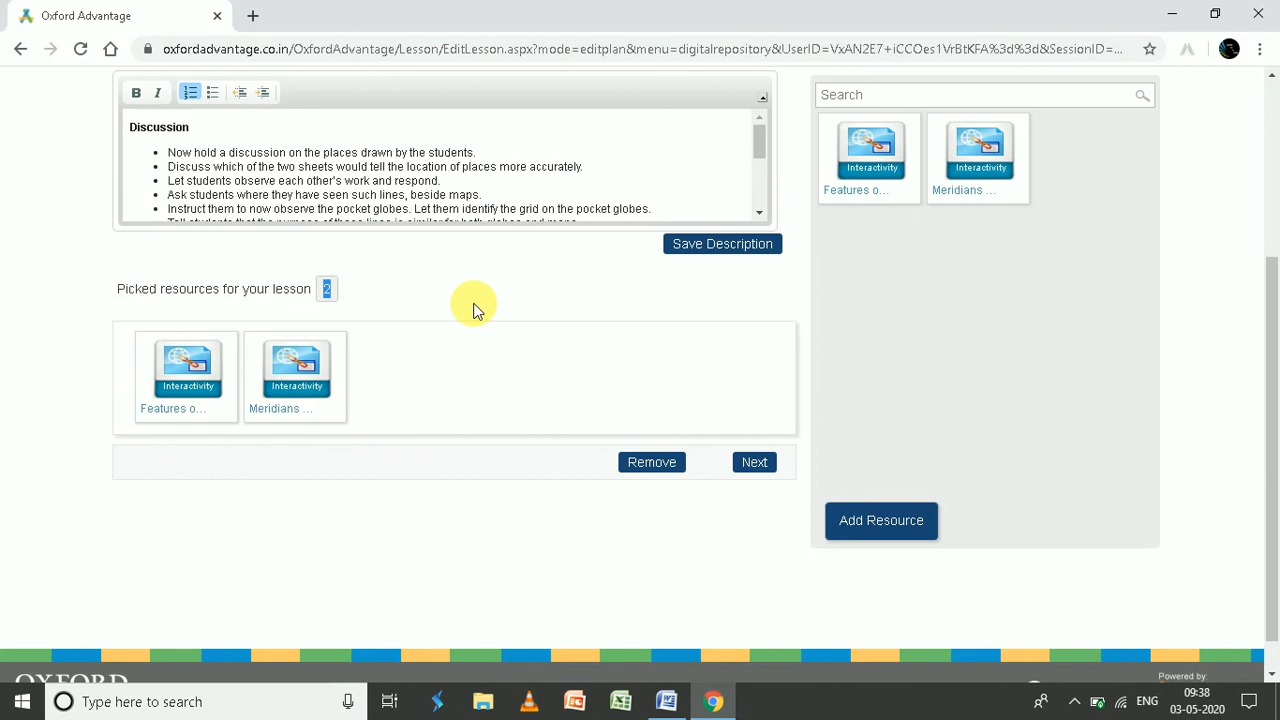 Oxford Advantage
oxfordadvantage.co.in/OxfordAdvantage/Lesson/EditLesson.aspx?mode=editplan&menu=digitalrepository&UserID=VxAN2E7+iCCOes1VrBtKFA%3d%3d&SessionID=...
B I
Discussion
• Now hold a discussion on the places drawn by the students.
• Discuss which of the two sheets would tell the location of places more accurately.
• Let students observe each other's work and respond.
• Ask students where they have seen such lines, beside maps.
• Instruct them to now observe the pocket globes. Let them identify the grid on the pocket globes.
Save Description
Picked resources for your lesson 2
Interactivity Interactivity
Features o... Meridians ...
Remove Next
Search
Interactivity Interactivity
Features o... Meridians ...
Add Resource
OXFORD
Powered by:
Type here to search
ENG
09:38
03-05-2020